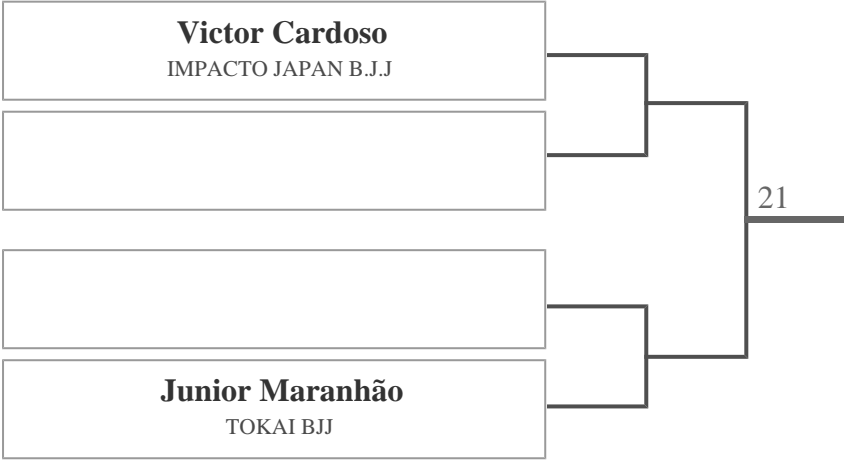 Victor Cardoso
IMPACTO JAPAN B.J.J
21
Junior Maranhão
TOKAI BJJ